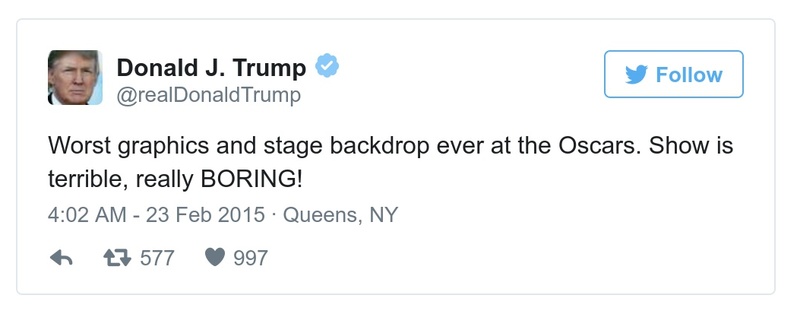 Donald J. Trump
@realDonaldTrump
Follow
Worst graphics and stage backdrop ever at the Oscars. Show is
terrible, really BORING!
4:02 AM - 23 Feb 2015 · Queens, NY
577 997